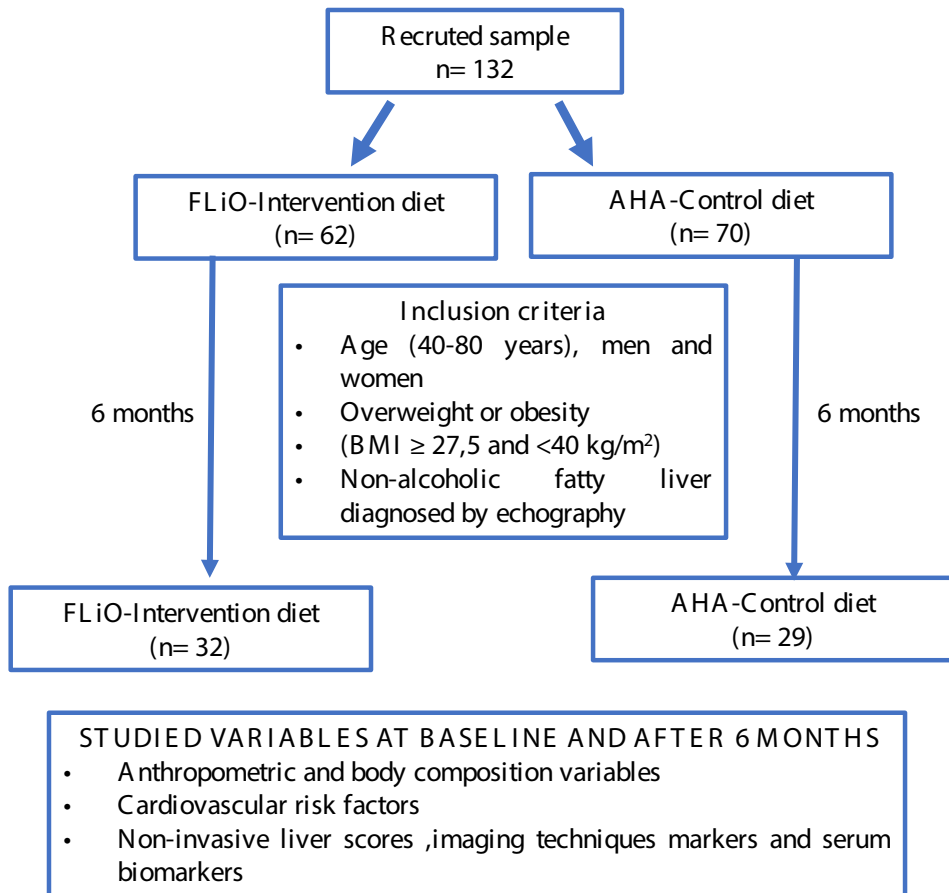 Recruted sample
n= 132
FLiO-Intervention diet
(n= 62)
AHA-Control diet
(n= 70)
Inclusion criteria
• Age (40-80 years), men and
women
• Overweight or obesity
• (BMI ≥ 27,5 and <40 kg/m²)
• Non-alcoholic fatty liver
diagnosed by echography
6 months
6 months
FLiO-Intervention diet
(n= 32)
AHA-Control diet
(n= 29)
STUDIED VARIABLES AT BASELINE AND AFTER 6 MONTHS
• Anthropometric and body composition variables
• Cardiovascular risk factors
• Non-invasive liver scores ,imaging techniques markers and serum
biomarkers